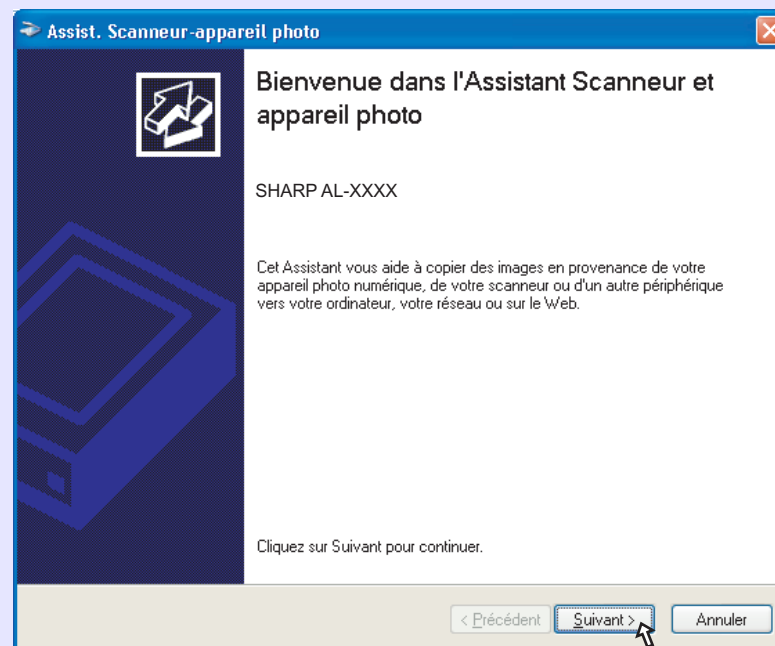 Assist. Scanneur-appareil photo
Bienvenue dans l'Assistant Scanneur et
appareil photo
SHARP AL-XXXX
Cet Assistant vous aide à copier des images en provenance de votre
appareil photo numérique, de votre scanneur ou d'un autre périphérique
vers votre ordinateur, votre réseau ou sur le Web.
Cliquez sur Suivant pour continuer.
< Précédent Suivant > Annuler